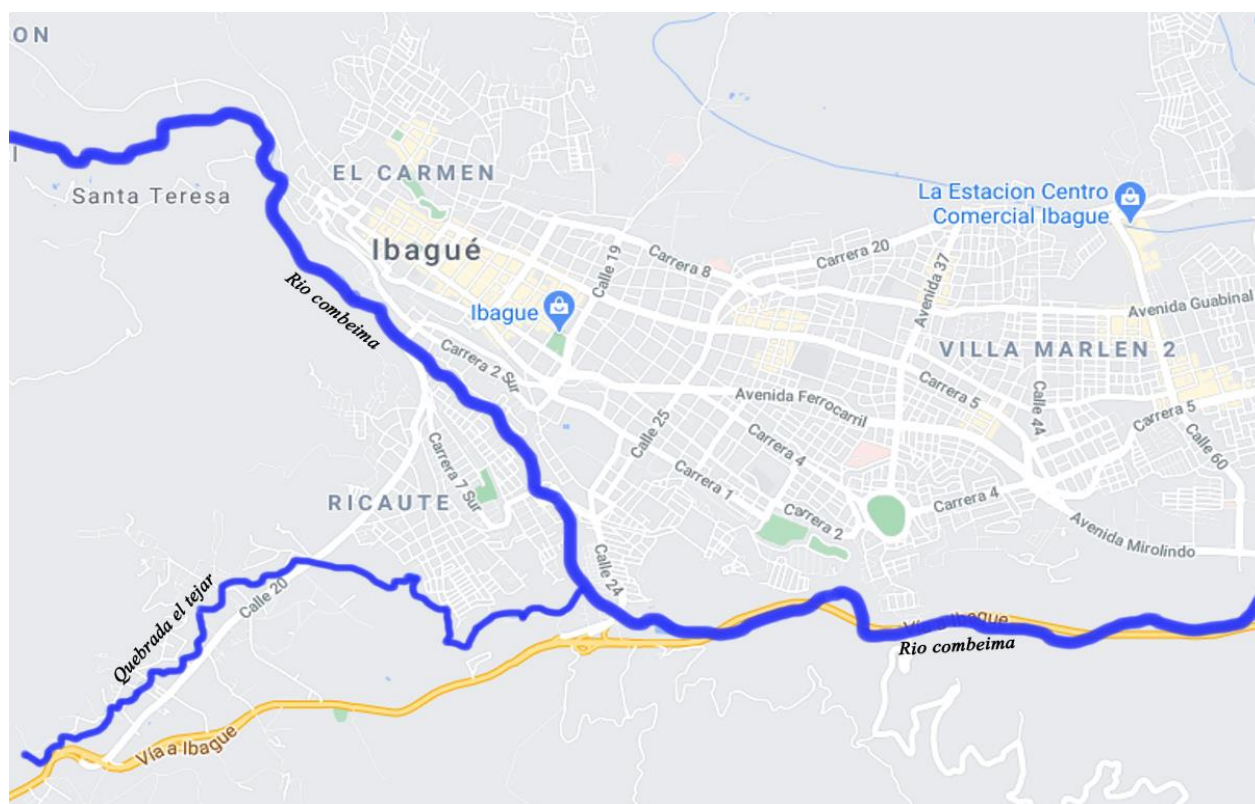 ON
I
Santa Teresa
EL CARMEN
Ibagué
Ibague
Rio combeima
Calle 19
Carrera 8
Carrera 20
Avenida 37
La Estacion Centro
Comercial Ibague
Avenida Guabinal
VILLA MARLEN 2
Carrera 2 Sur
Avenida Ferrocarril
Carrera 5
Calle 44
Carrera 5
Calle 60
Calle 25
Carrera 4
Carrera 7 Sur
RICAUTE
Carrera 1
Carrera 2
Carrera 4
Avenida Mirolindo
Calle 24
Calle 20
Quebrada el tejar
Vía a Ibague
Rio combeima
Vía a Ibague